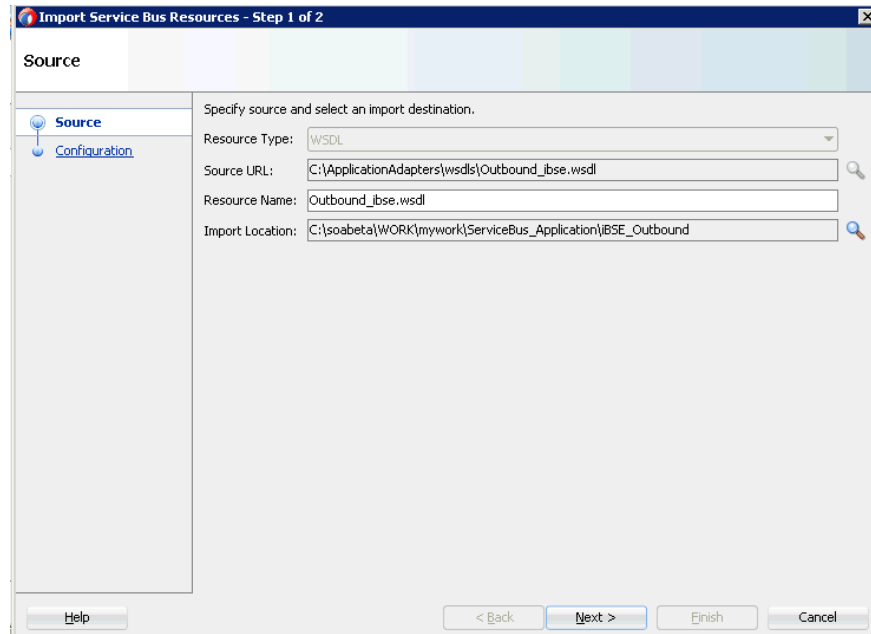 Import Service Bus Resources - Step 1 of 2
Source
Source
Configuration
Specify source and select an import destination.
Resource Type: WSDL
Source URL: C:\ApplicationAdapters\wsdls\Outbound_ibse.wsdl
Resource Name: Outbound_ibse.wsdl
Import Location: C:\soabeta\WORK\mywork\ServiceBus_Application\iBSE_Outbound
Help < Back Next > Finish Cancel